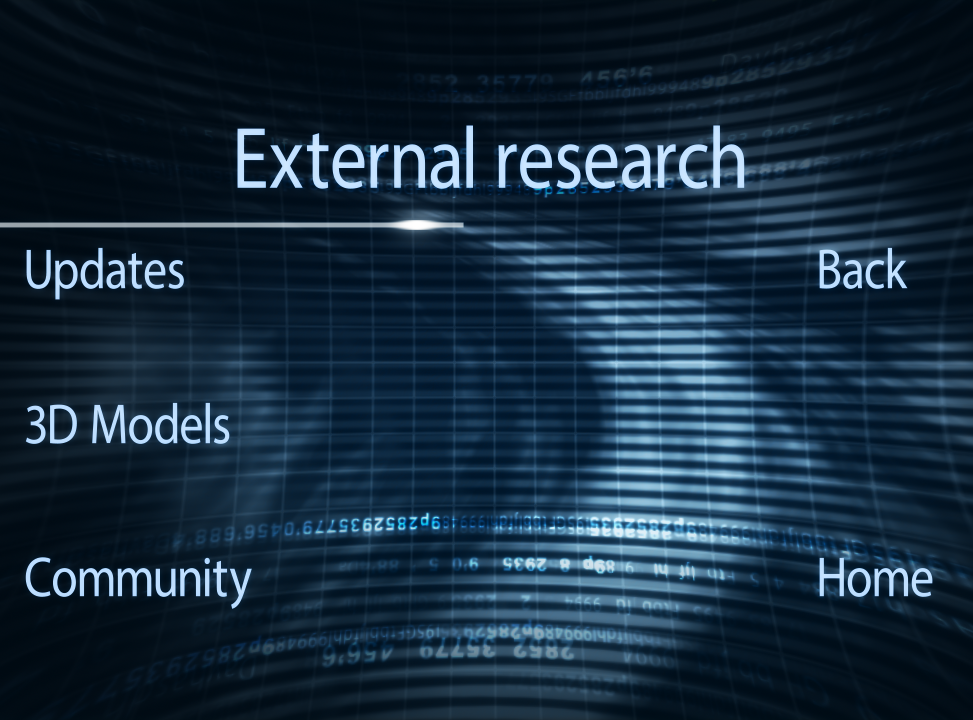 External research
Updates
Back
3D Models
Community
Home